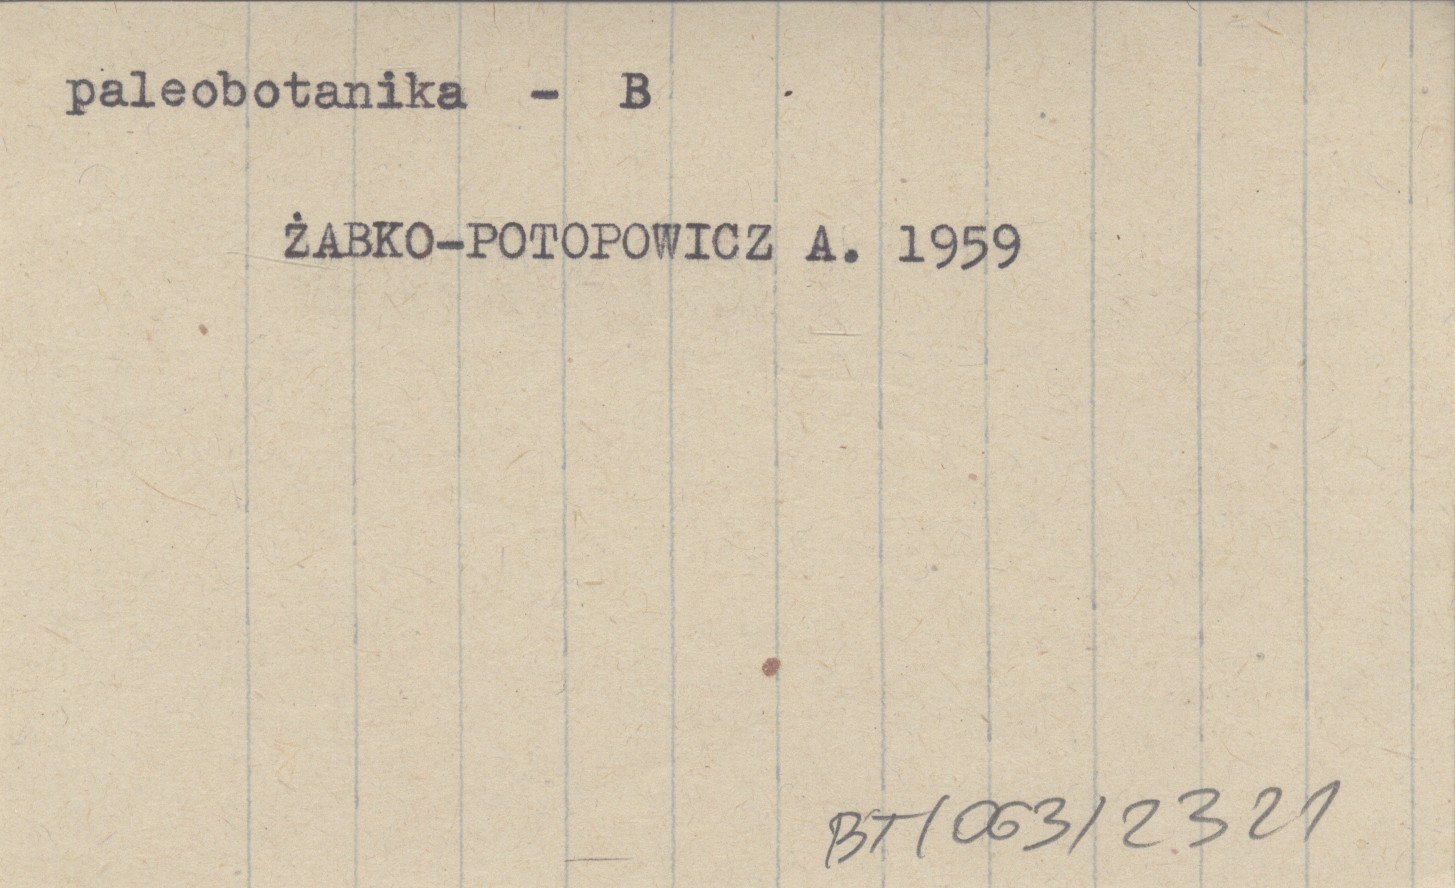 paleobotanika - B
ŻABKO-POTOPOWICZ A. 1959
BT/063/2321